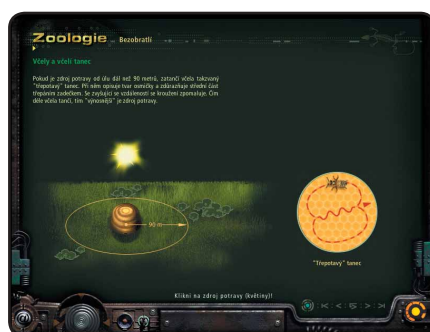 Zoologie Bezobratlí
Včely a včelí tanec
Pokud je zdroj potravy od úlu dál než 90 metrů, zatančí včela takzvaný
"třepotavý" tanec. Při něm opisuje tvar osmičky a zdůrazňuje střední část
třepáním zadečkem. Se zvyšující se vzdáleností se kroužení zpomaluje. Čím
déle včela tančí, tím "výnosnější" je zdroj potravy.
90 m
"Třepotavý" tanec
Klikni na zdroj potravy (květiny)!